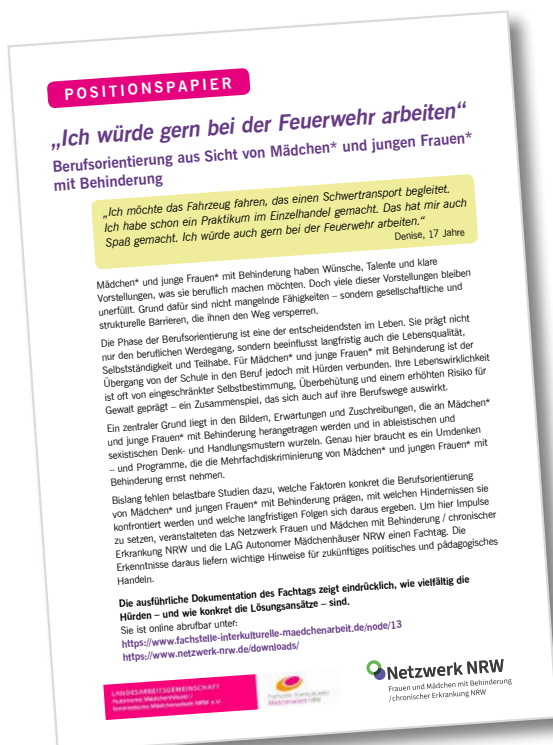 POSITIONSPAPIER
„Ich würde gern bei der Feuerwehr arbeiten“
Berufsorientierung aus Sicht von Mädchen* und jungen Frauen*
mit Behinderung
„Ich möchte das Fahrzeug fahren, das einen Schwertransport begleitet.
Ich habe schon ein Praktikum im Einzelhandel gemacht. Das hat mir auch
Spaß gemacht. Ich würde auch gern bei der Feuerwehr arbeiten.“
Denise, 17 Jahre
Mädchen* und junge Frauen* mit Behinderung haben Wünsche, Talente und klare
Vorstellungen, was sie beruflich machen möchten. Doch viele dieser Vorstellungen bleiben
unerfüllt. Grund dafür sind nicht mangelnde Fähigkeiten – sondern gesellschaftliche und
strukturelle Barrieren, die ihnen den Weg versperren.
Die Phase der Berufsorientierung ist eine der entscheidendsten im Leben. Sie prägt nicht
nur den beruflichen Werdegang, sondern beeinflusst langfristig auch die Lebensqualität,
Selbstständigkeit und Teilhabe. Für Mädchen* und junge Frauen* mit Behinderung ist der
Übergang von der Schule in den Beruf jedoch mit Hürden verbunden. Ihre Lebenswirklichkeit
ist oft von eingeschränkter Selbstbestimmung, Überbehütung und einem erhöhten Risiko für
Gewalt geprägt – ein Zusammenspiel, das sich auch auf ihre Berufswege auswirkt.
Ein zentraler Grund liegt in den Bildern, Erwartungen und Zuschreibungen, die an Mädchen*
und junge Frauen* mit Behinderung herangetragen werden und in ableistischen und
sexistischen Denk- und Handlungsmustern wurzeln. Genau hier braucht es ein Umdenken
– und Programme, die die Mehrfachdiskriminierung von Mädchen* und jungen Frauen* mit
Behinderung ernst nehmen.
Bislang fehlen belastbare Studien dazu, welche Faktoren konkret die Berufsorientierung
von Mädchen* und jungen Frauen* mit Behinderung prägen, mit welchen Hindernissen sie
konfrontiert werden und welche langfristigen Folgen sich daraus ergeben. Um hier Impulse
zu setzen, veranstalteten das Netzwerk Frauen und Mädchen mit Behinderung / chronischer
Erkrankung NRW und die LAG Autonomer Mädchenhäuser NRW einen Fachtag. Die
Erkenntnisse daraus liefern wichtige Hinweise für zukünftiges politisches und pädagogisches
Handeln.
Die ausführliche Dokumentation des Fachtags zeigt eindrücklich, wie vielfältig die
Hürden – und wie konkret die Lösungsansätze – sind.
Sie ist online abrufbar unter:
https://www.fachstelle-interkulturelle-maedchenarbeit.de/node/13
https://www.netzwerk-nrw.de/downloads/
LANDESARBEITSGEMEINSCHAFT
Autonome Mädchenhäuser /
feministische Mädchenarbeit NRW e.V.
Fachstelle Interkulturelle
Mädchenarbeit NRW
Netzwerk NRW
Frauen und Mädchen mit Behinderung
/chronischer Erkrankung NRW